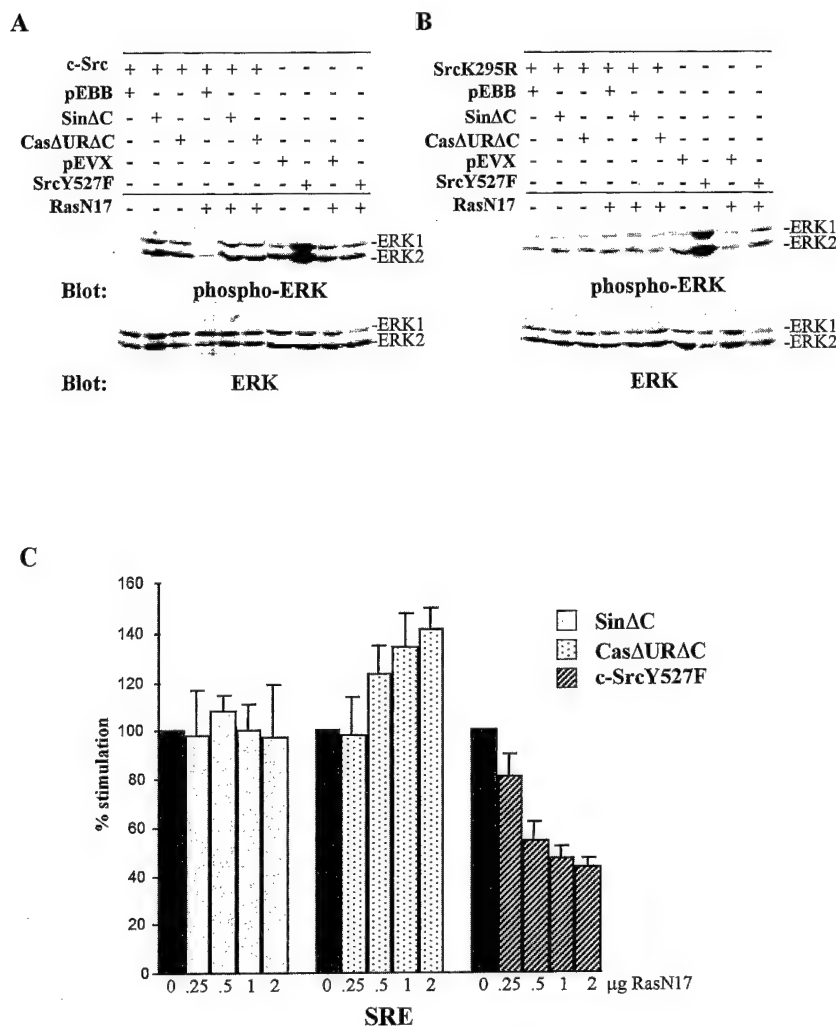 A
c-Src + + + + + + - - - -
pEBB + - - + - - - - - -
SinΔC - + - - + - - - - -
CasΔURΔC - - + - - + - - - -
pEVX - - - - - - + - + -
SrcY527F - - - - - - - + - +
RasN17 - - - + + + - - + +
-ERK1
-ERK2
Blot: phospho-ERK
-ERK1
-ERK2
Blot: ERK
B
SrcK295R + + + + + + - - - -
pEBB + - - + - - - - - -
SinΔC - + - - + - - - - -
CasΔURΔC - - + - - + - - - -
pEVX - - - - - - + - + -
SrcY527F - - - - - - - + - +
RasN17 - - - + + + - - + +
-ERK1
-ERK2
phospho-ERK
-ERK1
-ERK2
ERK
C
% stimulation
160
140
120
100
80
60
40
20
0
SinΔC
CasΔURΔC
c-SrcY527F
0 .25 .5 1 2 0 .25 .5 1 2 0 .25 .5 1 2 μg RasN17
SRE